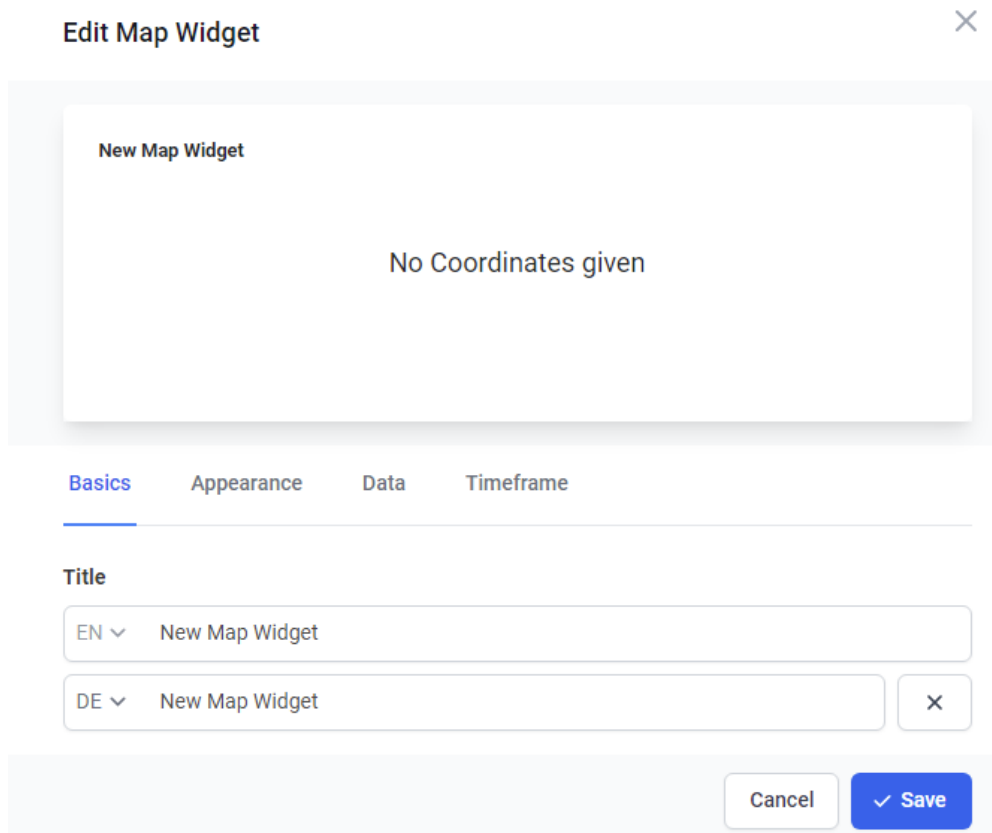 Edit Map Widget
New Map Widget
No Coordinates given
Basics Appearance Data Timeframe
Title
EN New Map Widget
DE New Map Widget
Cancel Save